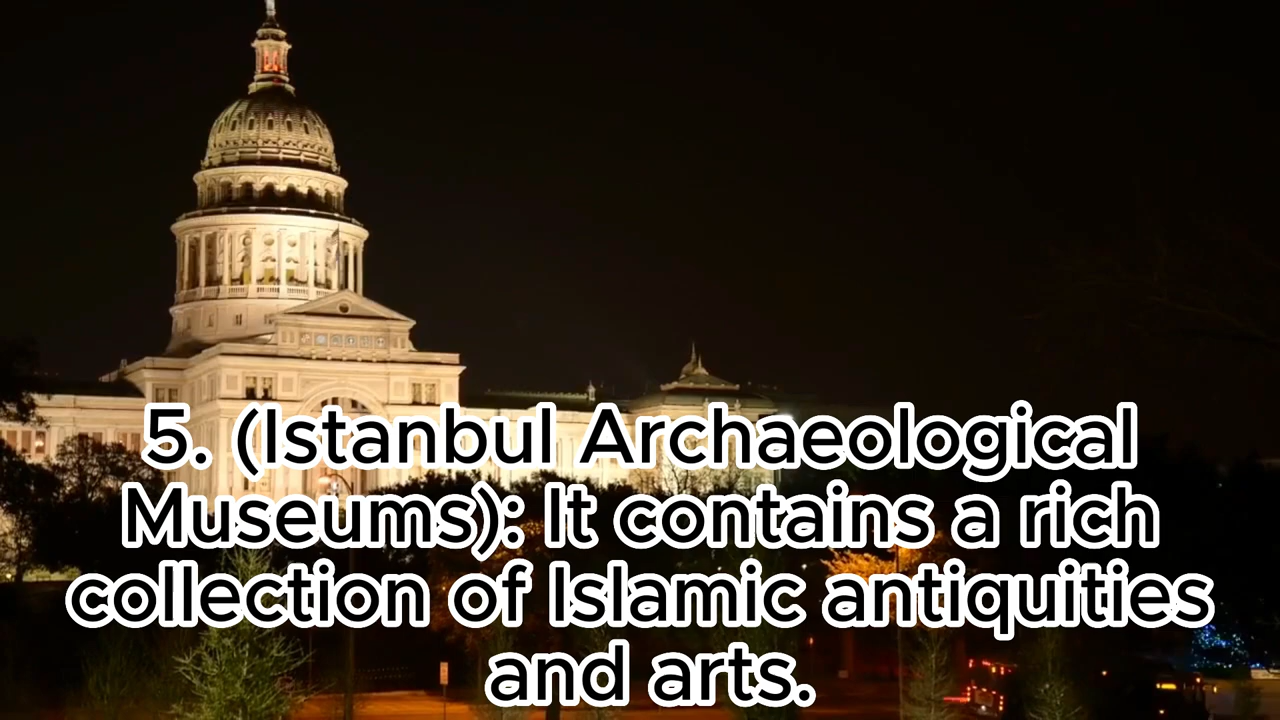 5. (Istanbul Archaeological
Museums): It contains a rich
collection of Islamic antiquities
and arts.